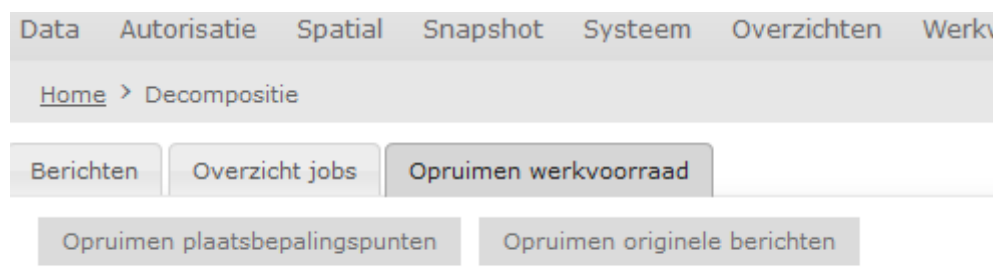 Data Autorisatie Spatial Snapshot Systeem Overzichten
Home > Decompositie
Berichten Overzicht jobs Opruimen werkvoorraad
Opruimen plaatsbepalingspunten Opruimen originele berichten